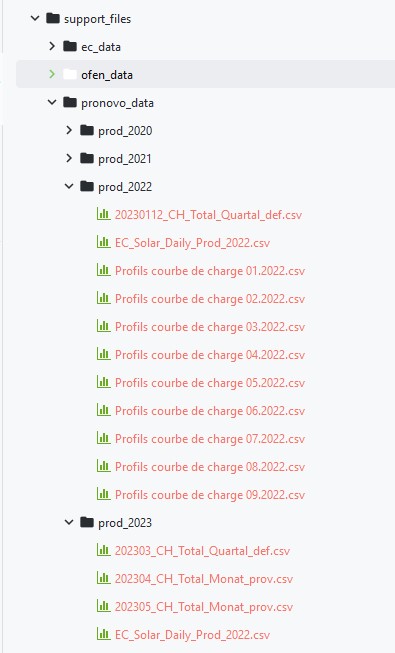 support_files
ec_data
ofen_data
pronovo_data
prod_2020
prod_2021
prod_2022
20230112_CH_Total_Quartal_def.csv
EC_Solar_Daily_Prod_2022.csv
Profils courbe de charge 01.2022.csv
Profils courbe de charge 02.2022.csv
Profils courbe de charge 03.2022.csv
Profils courbe de charge 04.2022.csv
Profils courbe de charge 05.2022.csv
Profils courbe de charge 06.2022.csv
Profils courbe de charge 07.2022.csv
Profils courbe de charge 08.2022.csv
Profils courbe de charge 09.2022.csv
prod_2023
202303_CH_Total_Quartal_def.csv
202304_CH_Total_Monat_prov.csv
202305_CH_Total_Monat_prov.csv
EC_Solar_Daily_Prod_2022.csv